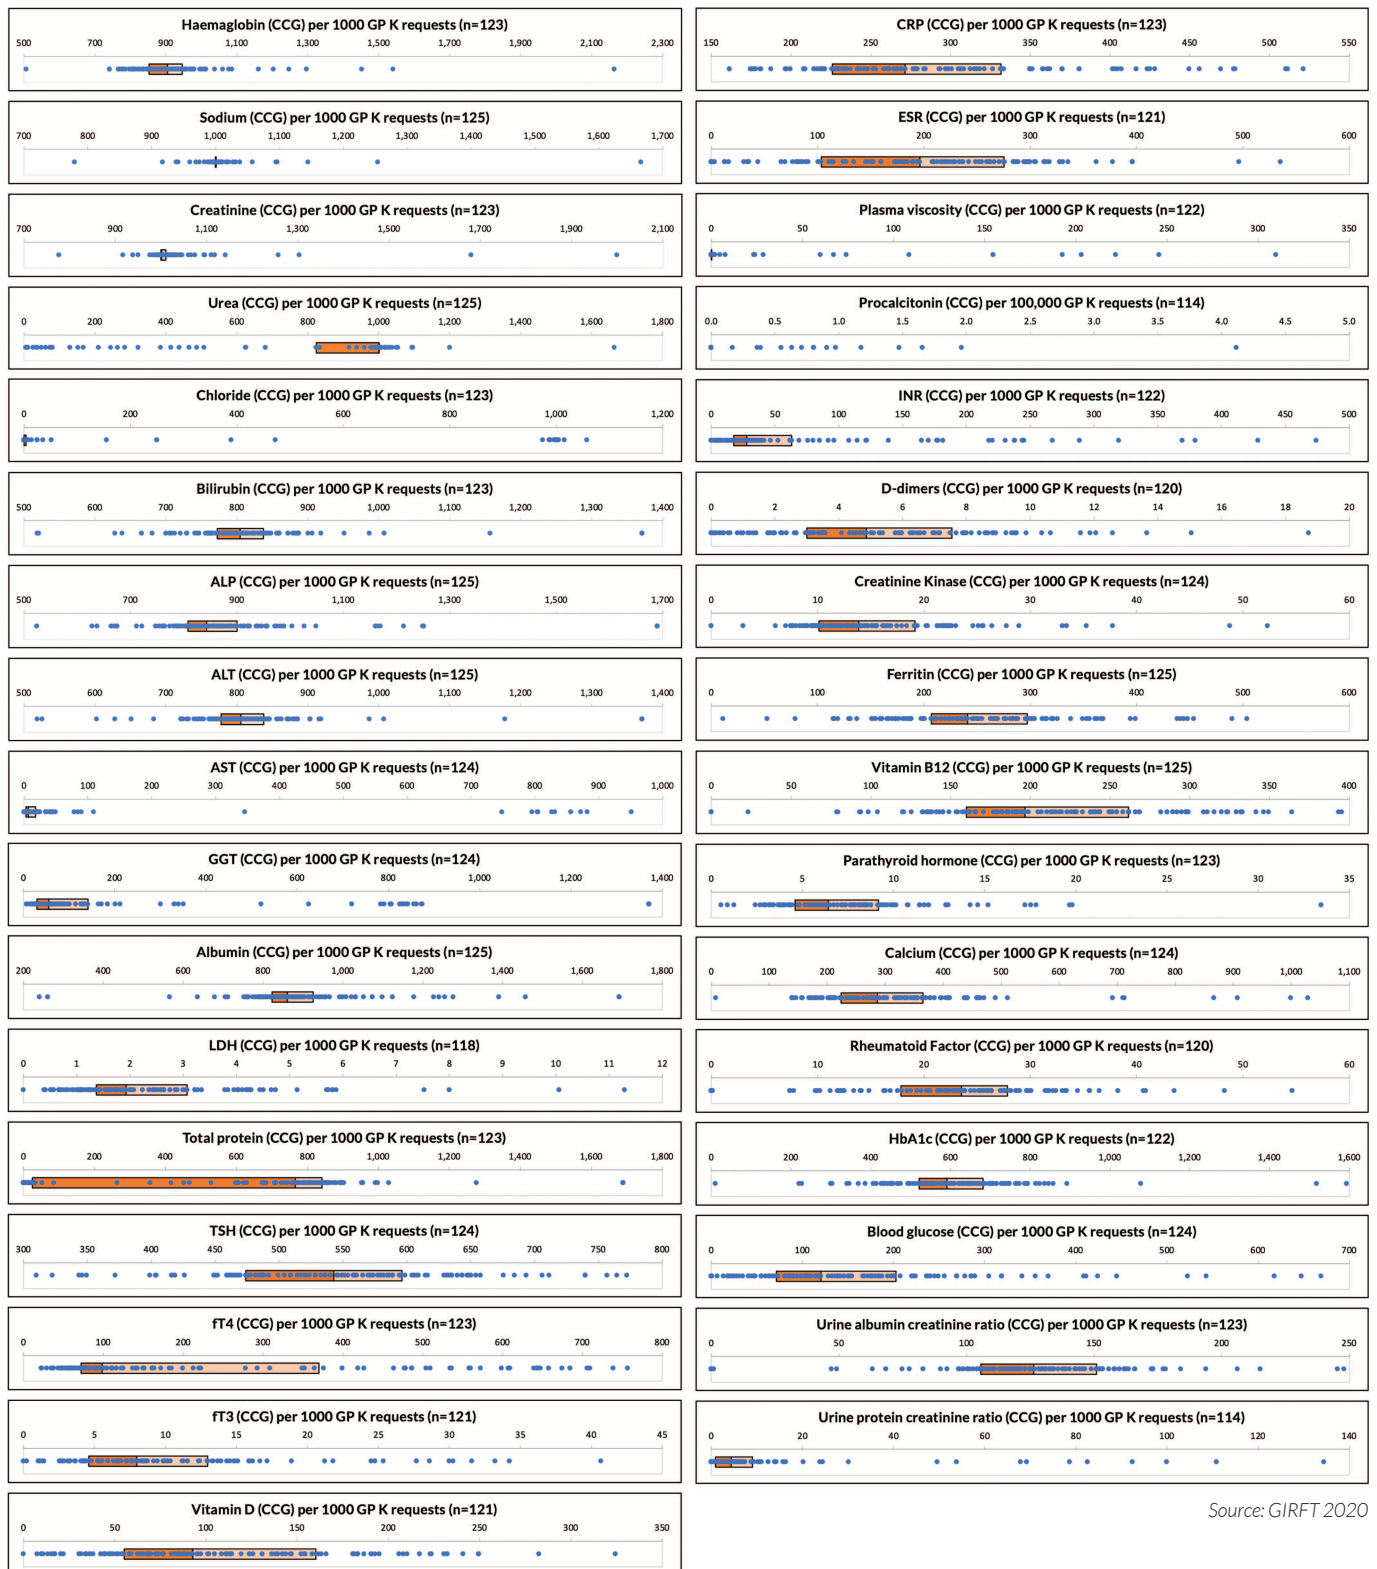 Haemaglobin (CCG) per 1000 GP K requests (n=123)
500 700 900 1,100 1,300 1,500 1,700 1,900 2,100 2,300
Sodium (CCG) per 1000 GP K requests (n=125)
700 800 900 1,000 1,100 1,200 1,300 1,400 1,500 1,600 1,700
Creatinine (CCG) per 1000 GP K requests (n=123)
700 900 1,100 1,300 1,500 1,700 1,900 2,100
Urea (CCG) per 1000 GP K requests (n=125)
0 200 400 600 800 1,000 1,200 1,400 1,600 1,800
Chloride (CCG) per 1000 GP K requests (n=123)
0 200 400 600 800 1,000 1,200
Bilirubin (CCG) per 1000 GP K requests (n=123)
500 600 700 800 900 1,000 1,100 1,200 1,300 1,400
ALP (CCG) per 1000 GP K requests (n=125)
500 700 900 1,100 1,300 1,500 1,700
ALT (CCG) per 1000 GP K requests (n=125)
500 600 700 800 900 1,000 1,100 1,200 1,300 1,400
AST (CCG) per 1000 GP K requests (n=124)
0 100 200 300 400 500 600 700 800 900 1,000
GGT (CCG) per 1000 GP K requests (n=124)
0 200 400 600 800 1,000 1,200 1,400
Albumin (CCG) per 1000 GP K requests (n=125)
200 400 600 800 1,000 1,200 1,400 1,600 1,800
LDH (CCG) per 1000 GP K requests (n=118)
0 1 2 3 4 5 6 7 8 9 10 11 12
Total protein (CCG) per 1000 GP K requests (n=123)
0 200 400 600 800 1,000 1,200 1,400 1,600 1,800
TSH (CCG) per 1000 GP K requests (n=124)
300 350 400 450 500 550 600 650 700 750 800
fT4 (CCG) per 1000 GP K requests (n=123)
0 100 200 300 400 500 600 700 800
fT3 (CCG) per 1000 GP K requests (n=121)
0 5 10 15 20 25 30 35 40 45
Vitamin D (CCG) per 1000 GP K requests (n=121)
0 50 100 150 200 250 300 350
CRP (CCG) per 1000 GP K requests (n=123)
150 200 250 300 350 400 450 500 550
ESR (CCG) per 1000 GP K requests (n=121)
0 100 200 300 400 500 600
Plasma viscosity (CCG) per 1000 GP K requests (n=122)
0 50 100 150 200 250 300 350
Procalcitonin (CCG) per 100,000 GP K requests (n=114)
0.0 0.5 1.0 1.5 2.0 2.5 3.0 3.5 4.0 4.5 5.0
INR (CCG) per 1000 GP K requests (n=122)
0 50 100 150 200 250 300 350 400 450 500
D-dimers (CCG) per 1000 GP K requests (n=120)
0 2 4 6 8 10 12 14 16 18 20
Creatinine Kinase (CCG) per 1000 GP K requests (n=124)
0 10 20 30 40 50 60
Ferritin (CCG) per 1000 GP K requests (n=125)
0 100 200 300 400 500 600
Vitamin B12 (CCG) per 1000 GP K requests (n=125)
0 50 100 150 200 250 300 350 400
Parathyroid hormone (CCG) per 1000 GP K requests (n=123)
0 5 10 15 20 25 30 35
Calcium (CCG) per 1000 GP K requests (n=124)
0 100 200 300 400 500 600 700 800 900 1,000 1,100
Rheumatoid Factor (CCG) per 1000 GP K requests (n=120)
0 10 20 30 40 50 60
HbA1c (CCG) per 1000 GP K requests (n=122)
0 200 400 600 800 1,000 1,200 1,400 1,600
Blood glucose (CCG) per 1000 GP K requests (n=124)
0 100 200 300 400 500 600 700
Urine albumin creatinine ratio (CCG) per 1000 GP K requests (n=123)
0 50 100 150 200 250
Urine protein creatinine ratio (CCG) per 1000 GP K requests (n=114)
0 20 40 60 80 100 120 140
Source: GIRFT 2020